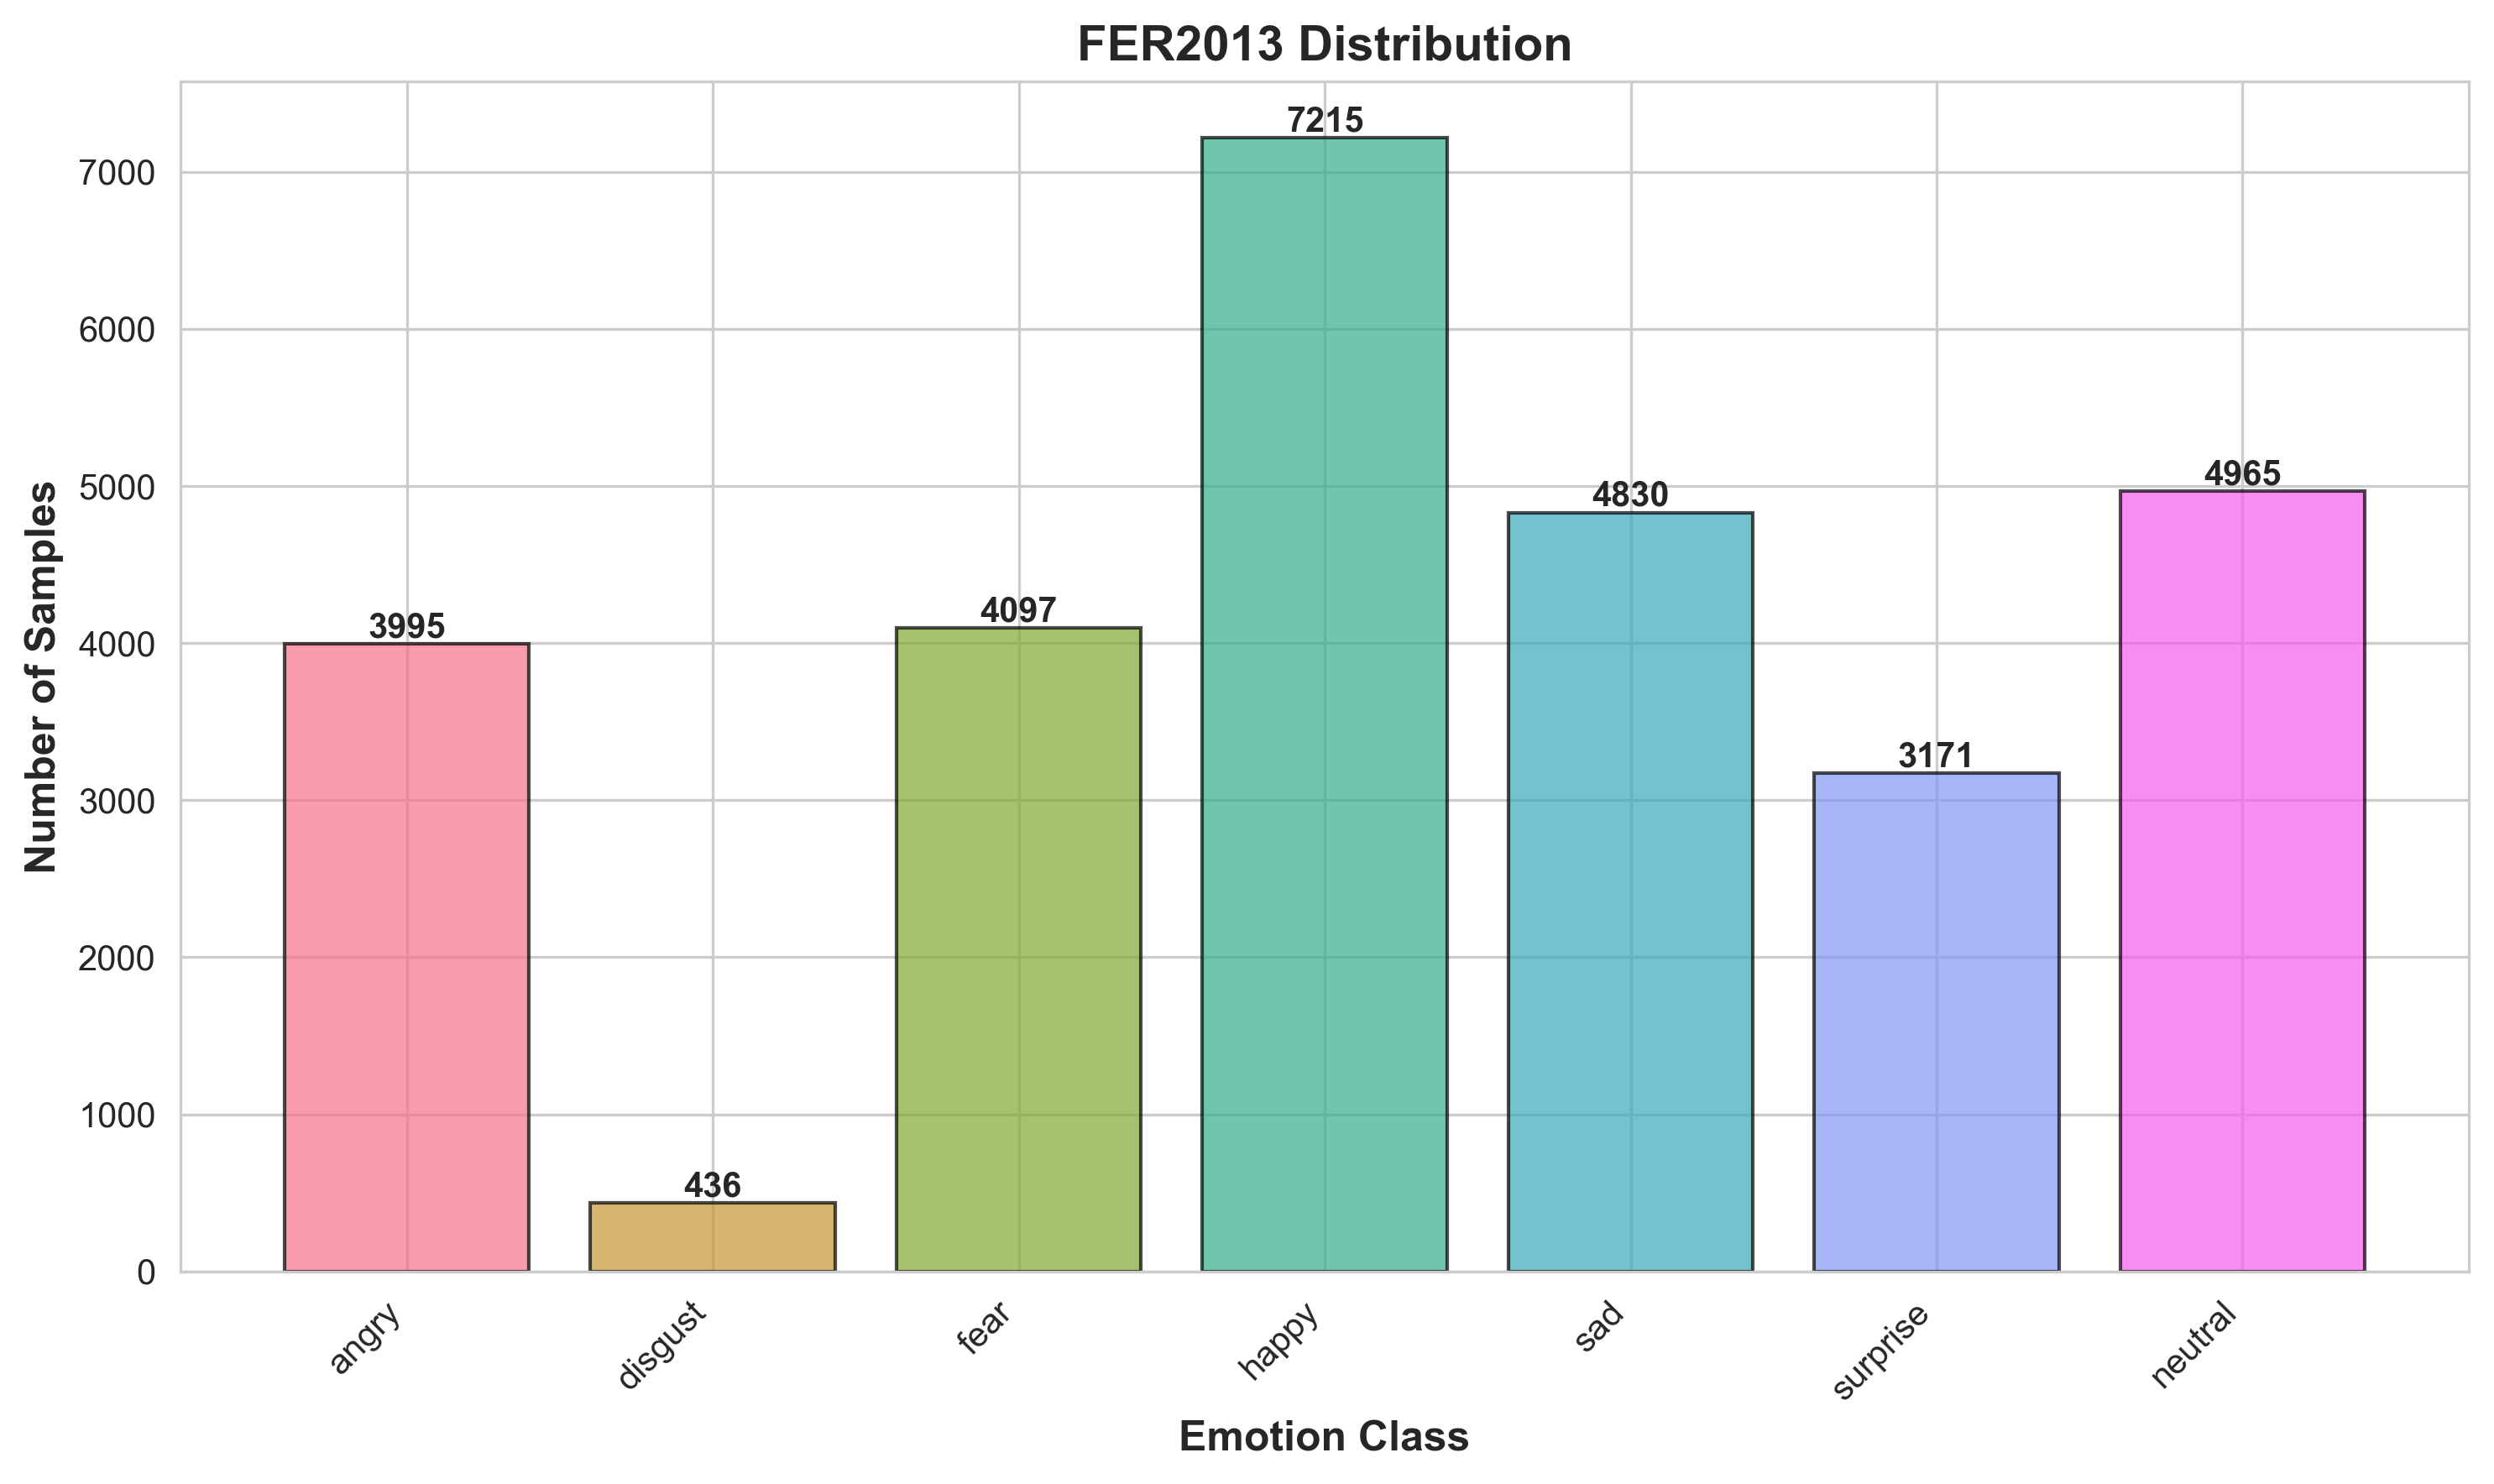 FER2013 Distribution
Number of Samples
7000
6000
5000
4000
3000
2000
1000
0
3995
436
4097
7215
4830
3171
4965
angry
disgust
fear
happy
sad
surprise
neutral
Emotion Class